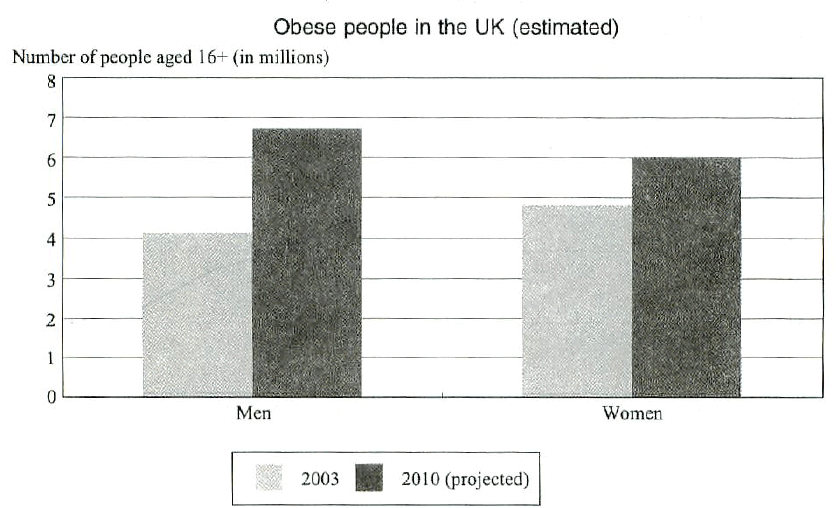 Obese people in the UK (estimated)
Number of people aged 16+ (in millions)
8
7
6
5
4
3
2
1
0
Men Women
2003 2010 (projected)